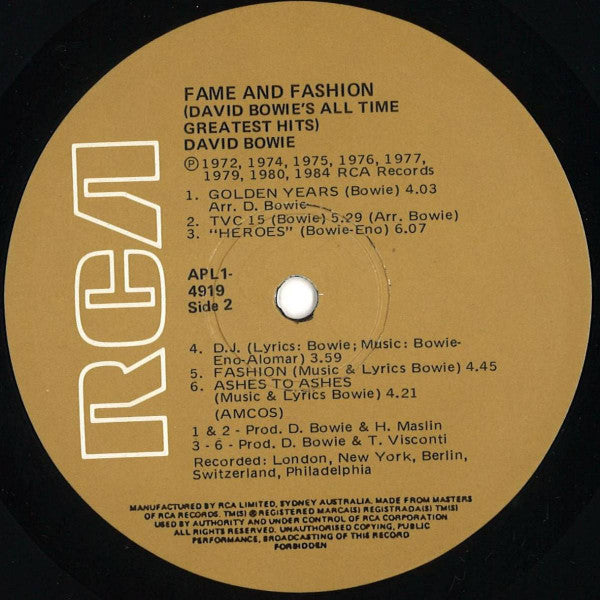 RCA
FAME AND FASHION
(DAVID BOWIE'S ALL TIME
GREATEST HITS)
DAVID BOWIE
℗ 1972, 1974, 1975, 1976, 1977,
1979, 1980, 1984 RCA Records
1. GOLDEN YEARS (Bowie) 4.03
Arr. D. Bowie
2. TVC 15 (Bowie) 5.29 (Arr. Bowie)
3. "HEROES" (Bowie-Eno) 6.07
APL1-
4919
Side 2
4. D.J. (Lyrics: Bowie; Music: Bowie-
Eno-Alomar) 3.59
5. FASHION (Music & Lyrics Bowie) 4.45
6. ASHES TO ASHES
(Music & Lyrics Bowie) 4.21
(AMCOS)
1 & 2 - Prod. D. Bowie & H. Maslin
3 - 6 - Prod. D. Bowie & T. Visconti
Recorded: London, New York, Berlin,
Switzerland, Philadelphia
MANUFACTURED BY RCA LIMITED, SYDNEY AUSTRALIA. MADE FROM MASTERS
OF RCA RECORDS. TM(S) ® REGISTERED MARCA(S) REGISTRADA(S) TM(S)
USED BY AUTHORITY AND UNDER CONTROL OF RCA CORPORATION
ALL RIGHTS RESERVED. UNAUTHORISED COPYING, PUBLIC
PERFORMANCE, BROADCASTING OF THIS RECORD
FORBIDDEN